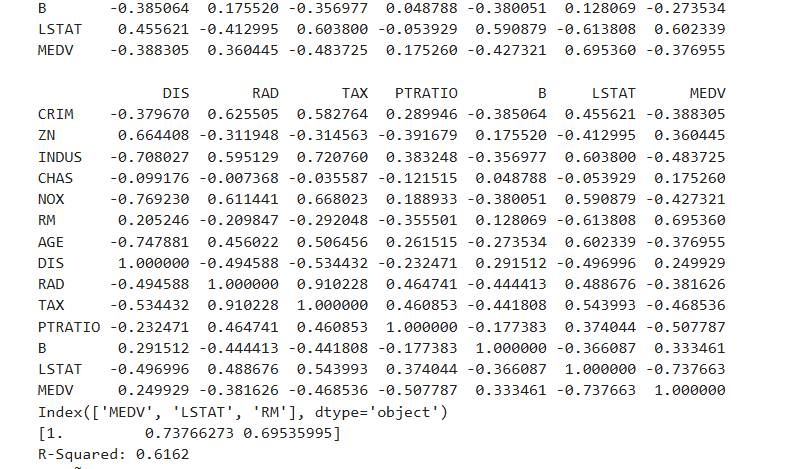 B -0.385064 0.175520 -0.356977 0.048788 -0.380051 0.128069 -0.273534
LSTAT 0.455621 -0.412995 0.603800 -0.053929 0.590879 -0.613808 0.602339
MEDV -0.388305 0.360445 -0.483725 0.175260 -0.427321 0.695360 -0.376955
DIS RAD TAX PTRATIO B LSTAT MEDV
CRIM -0.379670 0.625505 0.582764 0.289946 -0.385064 0.455621 -0.388305
ZN 0.664408 -0.311948 -0.314563 -0.391679 0.175520 -0.412995 0.360445
INDUS -0.708027 0.595129 0.720760 0.383248 -0.356977 0.603800 -0.483725
CHAS -0.099176 -0.007368 -0.035587 -0.121515 0.048788 -0.053929 0.175260
NOX -0.769230 0.611441 0.668023 0.188933 -0.380051 0.590879 -0.427321
RM 0.205246 -0.209847 -0.292048 -0.355501 0.128069 -0.613808 0.695360
AGE -0.747881 0.456022 0.506456 0.261515 -0.273534 0.602339 -0.376955
DIS 1.000000 -0.494588 -0.534432 -0.232471 0.291512 -0.496996 0.249929
RAD -0.494588 1.000000 0.910228 0.464741 -0.444413 0.488676 -0.381626
TAX -0.534432 0.910228 1.000000 0.460853 -0.441808 0.543993 -0.468536
PTRATIO -0.232471 0.464741 0.460853 1.000000 -0.177383 0.374044 -0.507787
B 0.291512 -0.444413 -0.441808 -0.177383 1.000000 -0.366087 0.333461
LSTAT -0.496996 0.488676 0.543993 0.374044 -0.366087 1.000000 -0.737663
MEDV 0.249929 -0.381626 -0.468536 -0.507787 0.333461 -0.737663 1.000000
Index(['MEDV', 'LSTAT', 'RM'], dtype='object')
[1. 0.73766273 0.69535995]
R-Squared: 0.6162